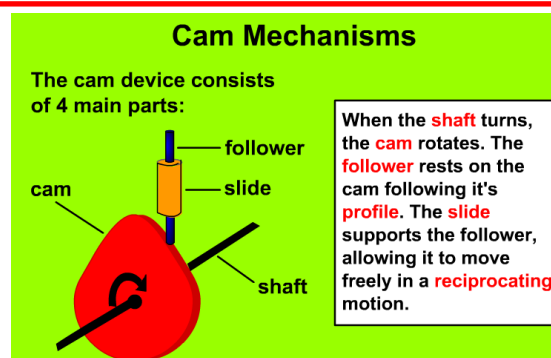 Cam Mechanisms
The cam device consists
of 4 main parts:
follower
slide
cam
shaft
When the shaft turns,
the cam rotates. The
follower rests on the
cam following it's
profile. The slide
supports the follower,
allowing it to move
freely in a reciprocating
motion.